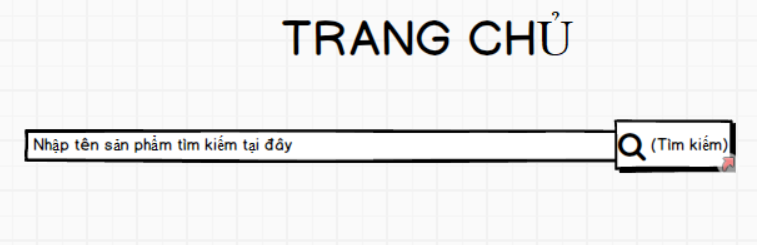 TRANG CHỦ
Nhập tên sản phẩm tìm kiếm tại đây
(Tìm kiếm)